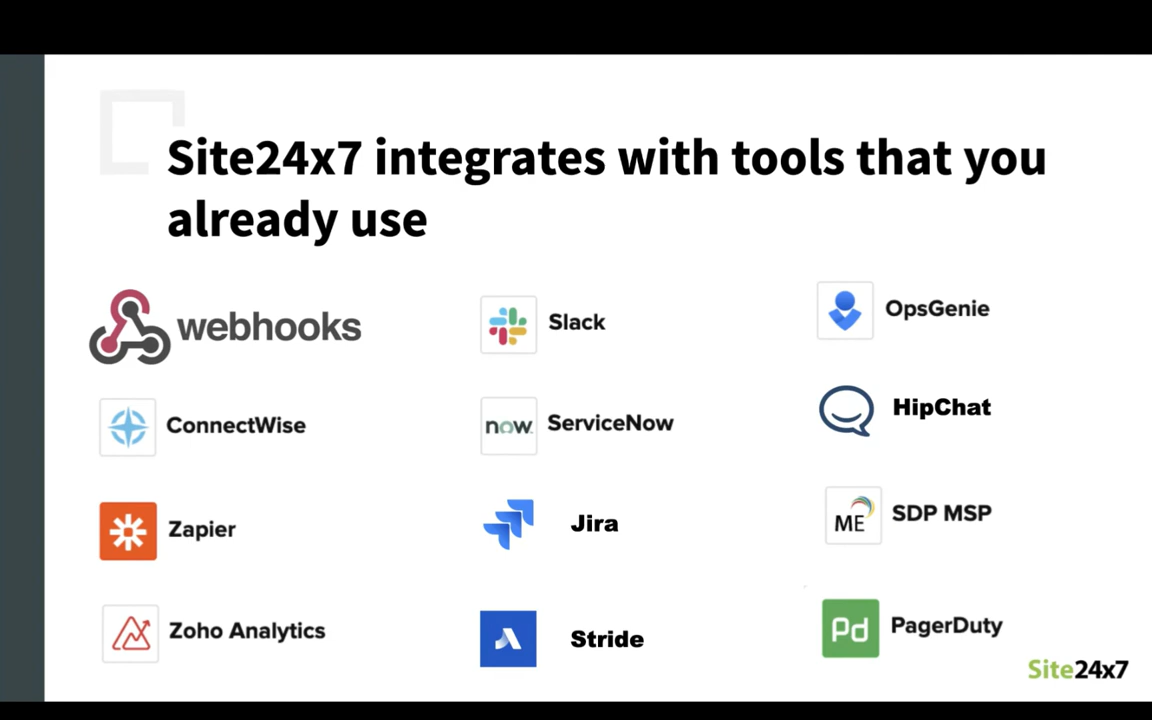 Site24x7 integrates with tools that you
already use
webhooks
Slack
OpsGenie
ConnectWise
now.
ServiceNow
HipChat
Zapier
Jira
ME
SDP MSP
Zoho Analytics
Stride
Pd
PagerDuty
Site24x7